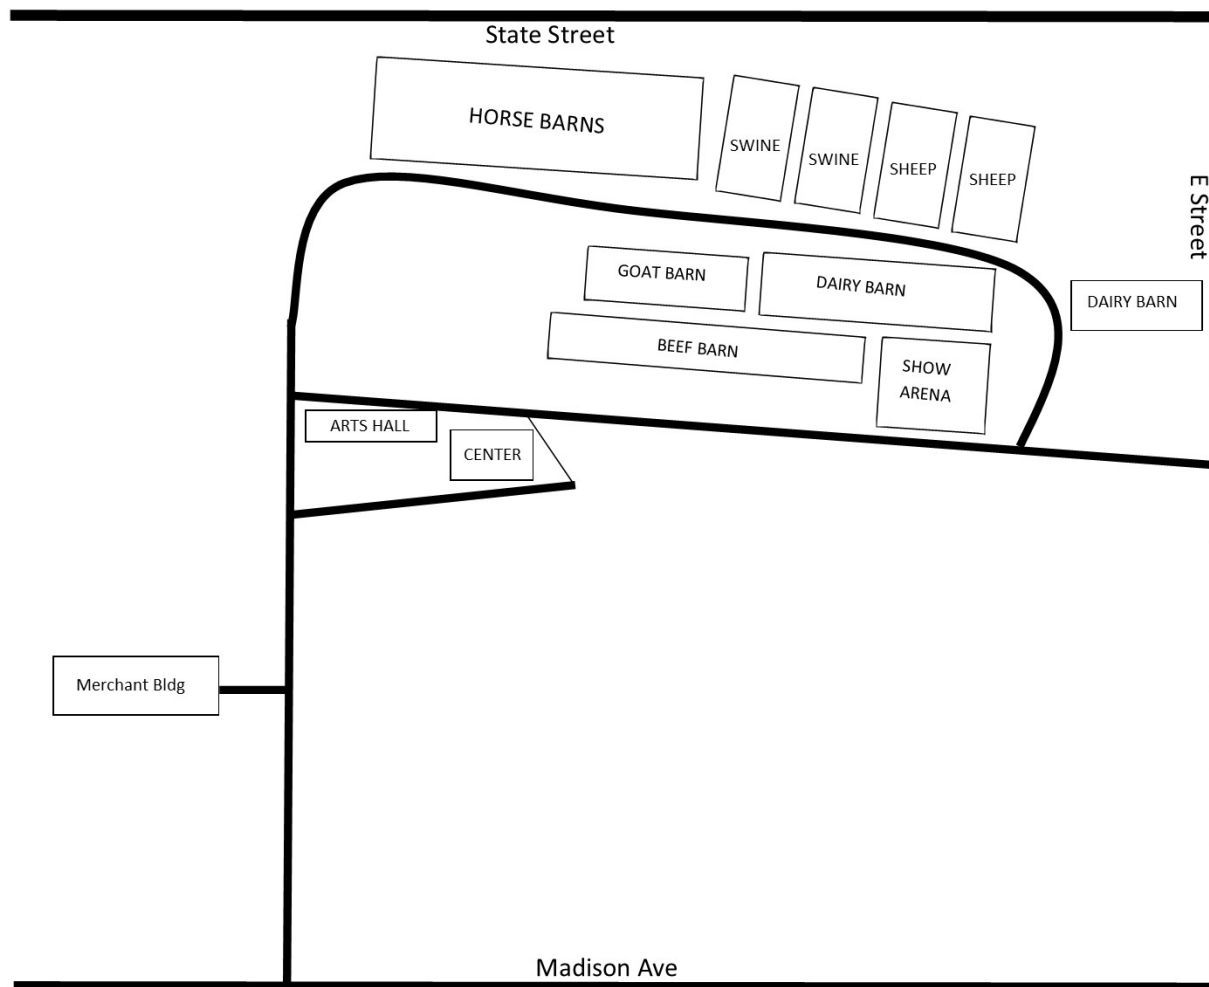 State Street
HORSE BARNS
SWINE
SWINE
SHEEP
SHEEP
E Street
GOAT BARN
DAIRY BARN
DAIRY BARN
BEEF BARN
SHOW
ARENA
ARTS HALL
CENTER
Merchant Bldg
Madison Ave